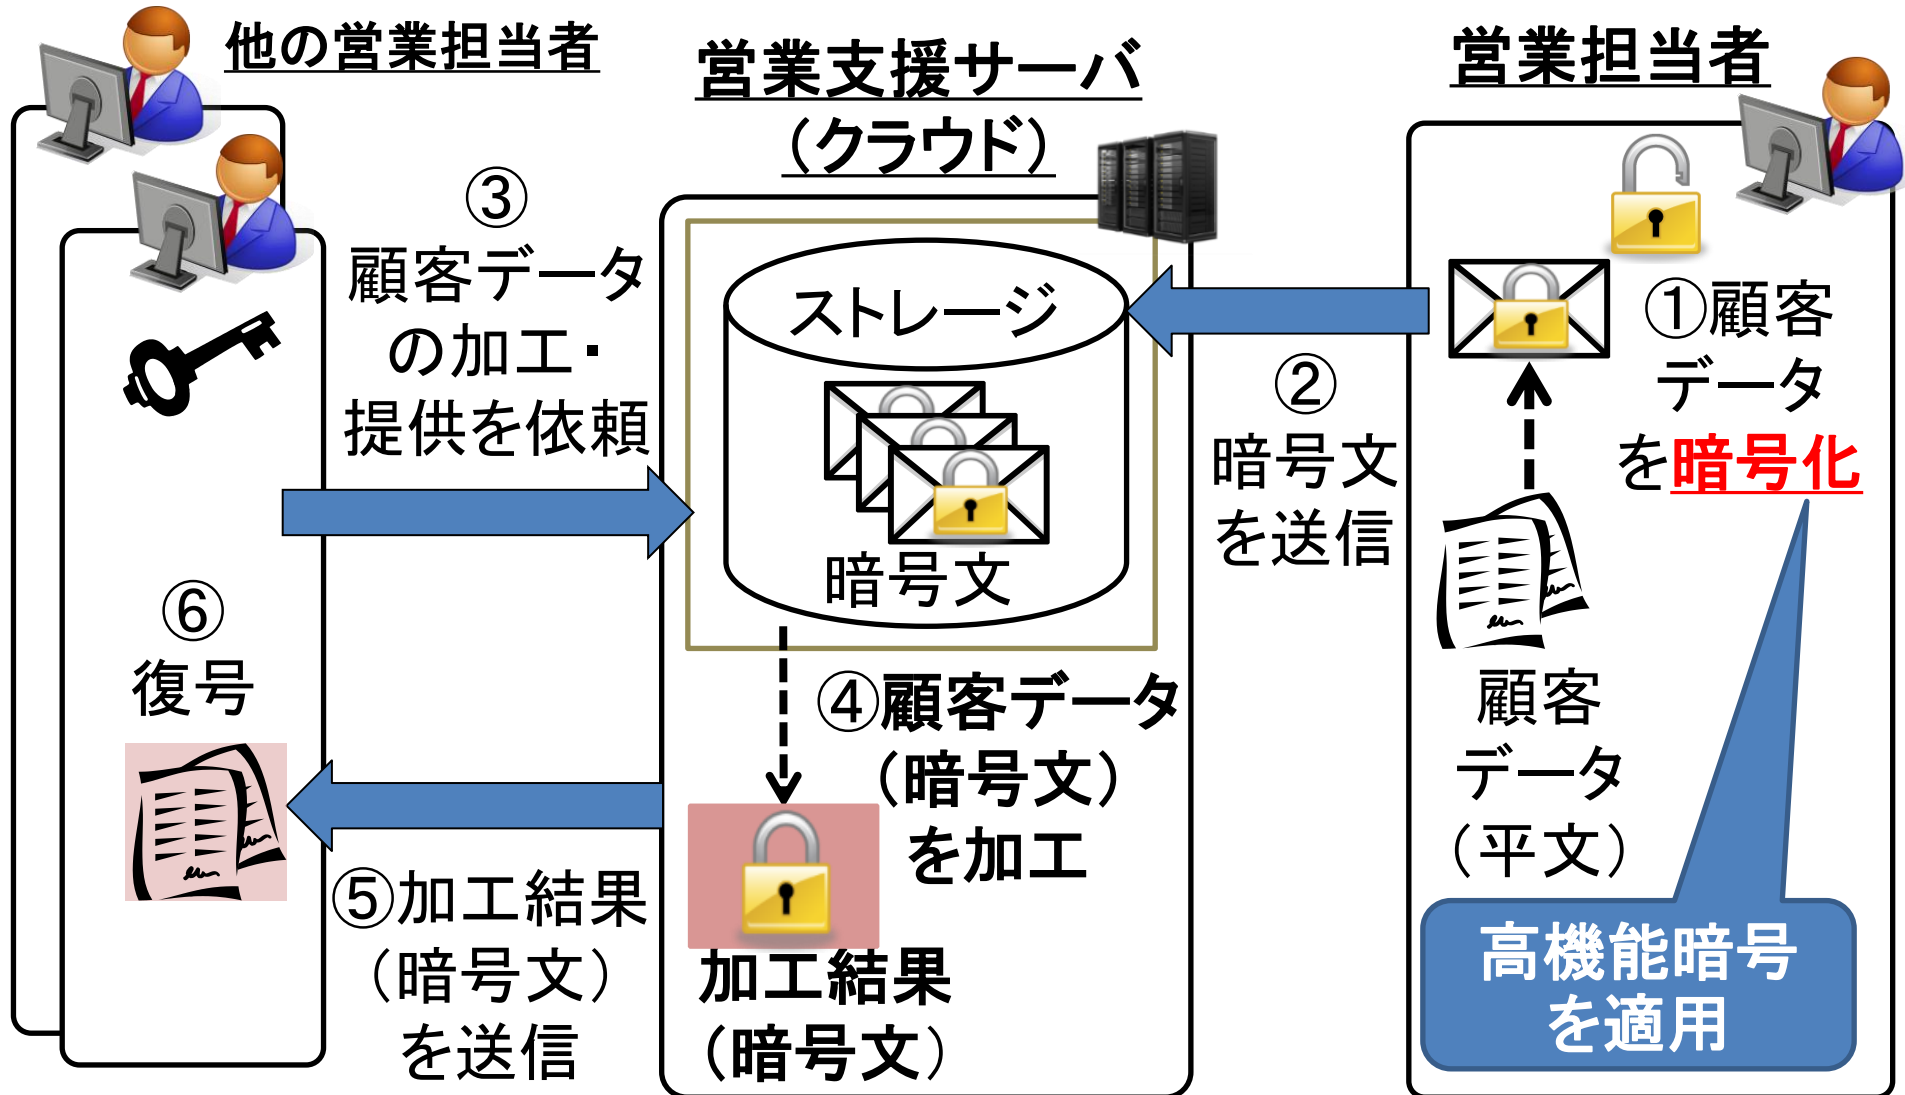 他の営業担当者
営業支援サーバ
（クラウド）
営業担当者
③
顧客データ
の加工・
提供を依頼
ストレージ
暗号文
②
暗号文
を送信
①顧客
データ
を暗号化
顧客
データ
（平文）
高機能暗号
を適用
④顧客データ
（暗号文）
を加工
加工結果
（暗号文）
⑤加工結果
（暗号文）
を送信
⑥
復号